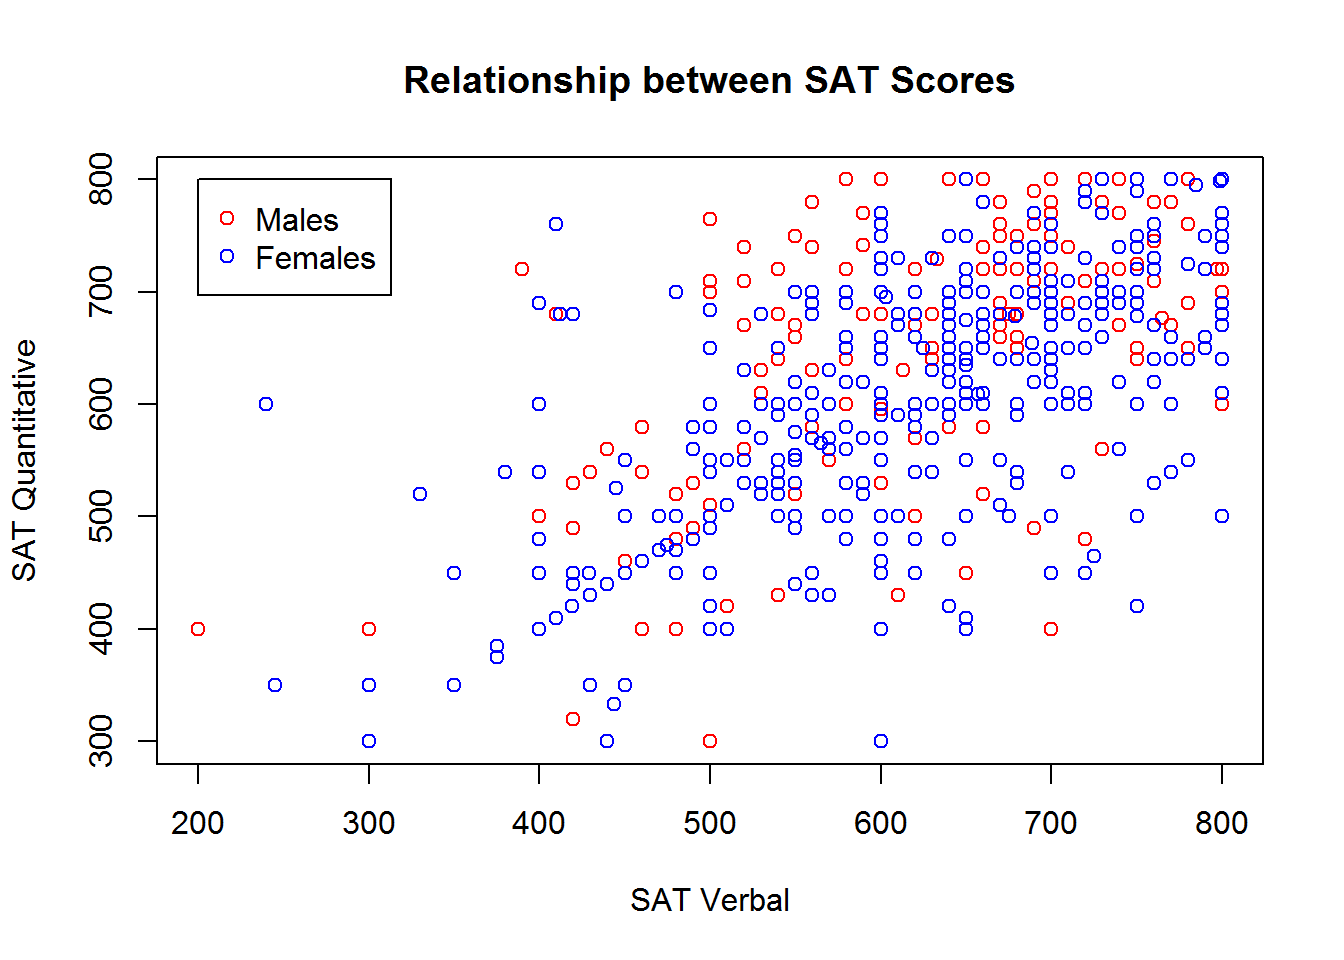 Relationship between SAT Scores
Males
Females
SAT Quantitative
800
700
600
500
400
300
200 300 400 500 600 700 800
SAT Verbal